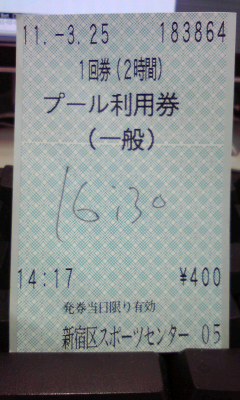 11.-3.25 183864
1回券(2時間)
プール利用券
(一般)
16:30
14:17 ¥400
発券当日限り有効
新宿区スポーツセンター 05